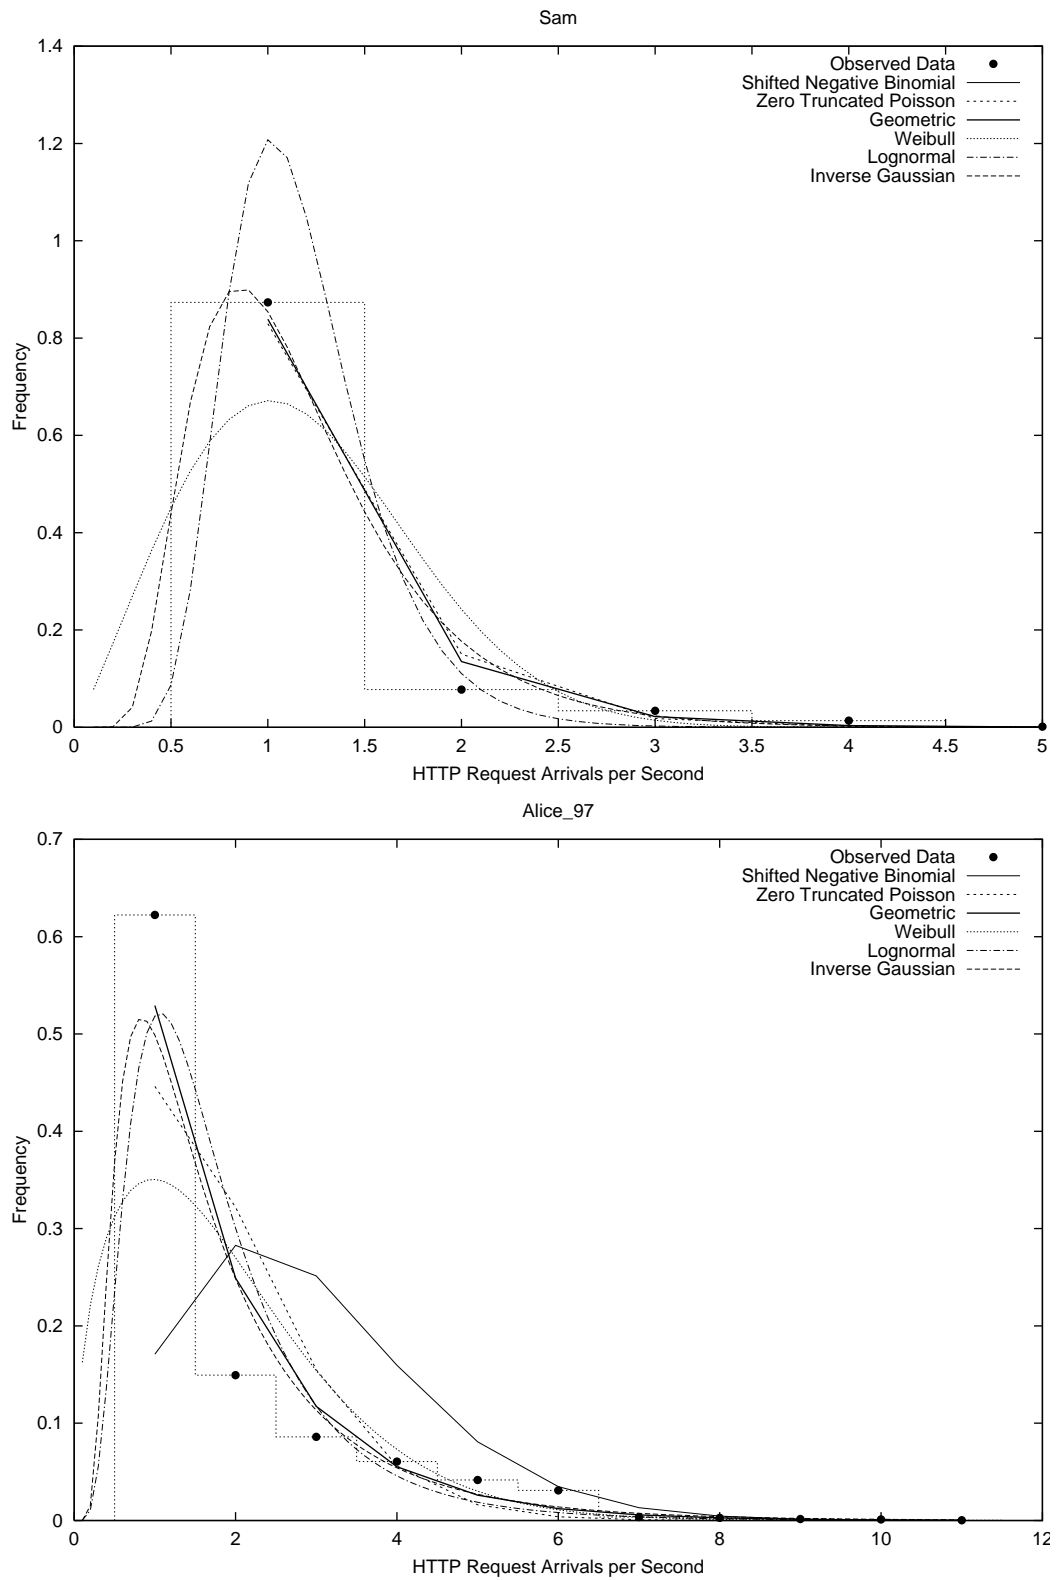 Sam
1.4
1.2
1
0.8
0.6
0.4
0.2
0
Frequency
Observed Data
Shifted Negative Binomial
Zero Truncated Poisson
Geometric
Weibull
Lognormal
Inverse Gaussian
0 0.5 1 1.5 2 2.5 3 3.5 4 4.5 5
HTTP Request Arrivals per Second
Alice_97
0.7
0.6
0.5
0.4
0.3
0.2
0.1
0
Frequency
Observed Data
Shifted Negative Binomial
Zero Truncated Poisson
Geometric
Weibull
Lognormal
Inverse Gaussian
0 2 4 6 8 10 12
HTTP Request Arrivals per Second